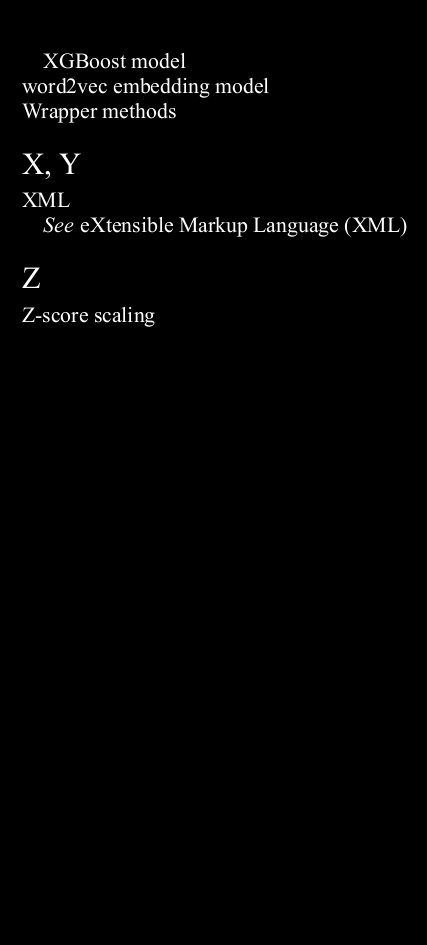 XGBoost model
word2vec embedding model
Wrapper methods
X, Y
XML
See eXtensible Markup Language (XML)
Z
Z-score scaling